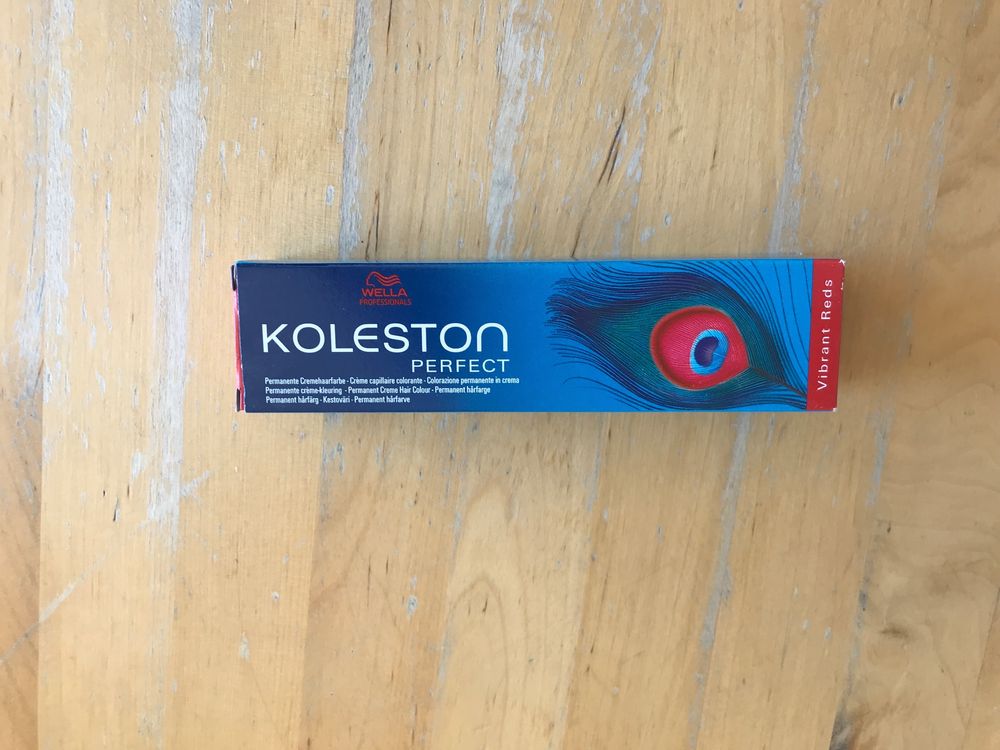 WELLA
PROFESSIONALS
KOLESTON
PERFECT
Permanente Cremehaarfarbe - Crème capillaire colorante - Colorazione permanente in crema
Permanente crème-kleuring - Permanent Creme Hair Colour - Permanent hårfarge
Permanent hårfärg - Kestoväri - Permanent hårfarve
Vibrant Reds